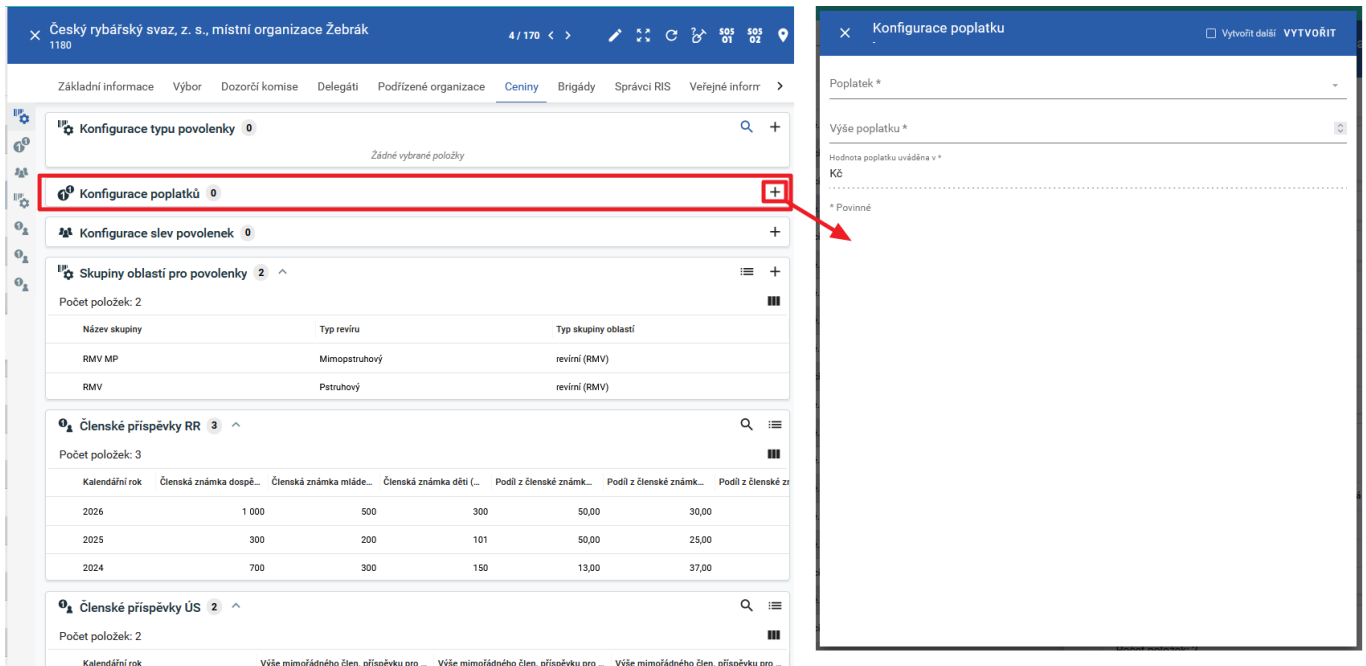 Český rybářský svaz, z. s., místní organizace Žebrák
1180
4 / 170
SOS 01
SOS 02
Základní informace Výbor Dozorčí komise Delegáti Podřízené organizace Ceniny Brigády Správci RIS Veřejné inform
Konfigurace typu povolenky 0
Žádné vybrané položky
Konfigurace poplatků 0
Konfigurace slev povolenek 0
Skupiny oblastí pro povolenky 2
Počet položek: 2
Název skupiny Typ revíru Typ skupiny oblastí
RMV MP Mimopstruhový revírní (RMV)
RMV Pstruhový revírní (RMV)
Členské příspěvky RR 3
Počet položek: 3
Kalendářní rok Členská známka dospě... Členská známka mláde... Členská známka děti (... Podíl z členské známk... Podíl z členské známk... Podíl z členské zr
2026 1 000 500 300 50,00 30,00
2025 300 200 101 50,00 25,00
2024 700 300 150 13,00 37,00
Členské příspěvky ÚS 2
Počet položek: 2
Kalendářní rok Výše mimořádného člen. příspěvku pro ... Výše mimořádného člen. příspěvku pro ... Výše mimořádného člen. příspěvku pro ...
Konfigurace poplatku
-
Vytvořit další VYTVOŘIT
Poplatek *
Výše poplatku *
Hodnota poplatku uváděna v *
Kč
* Povinné